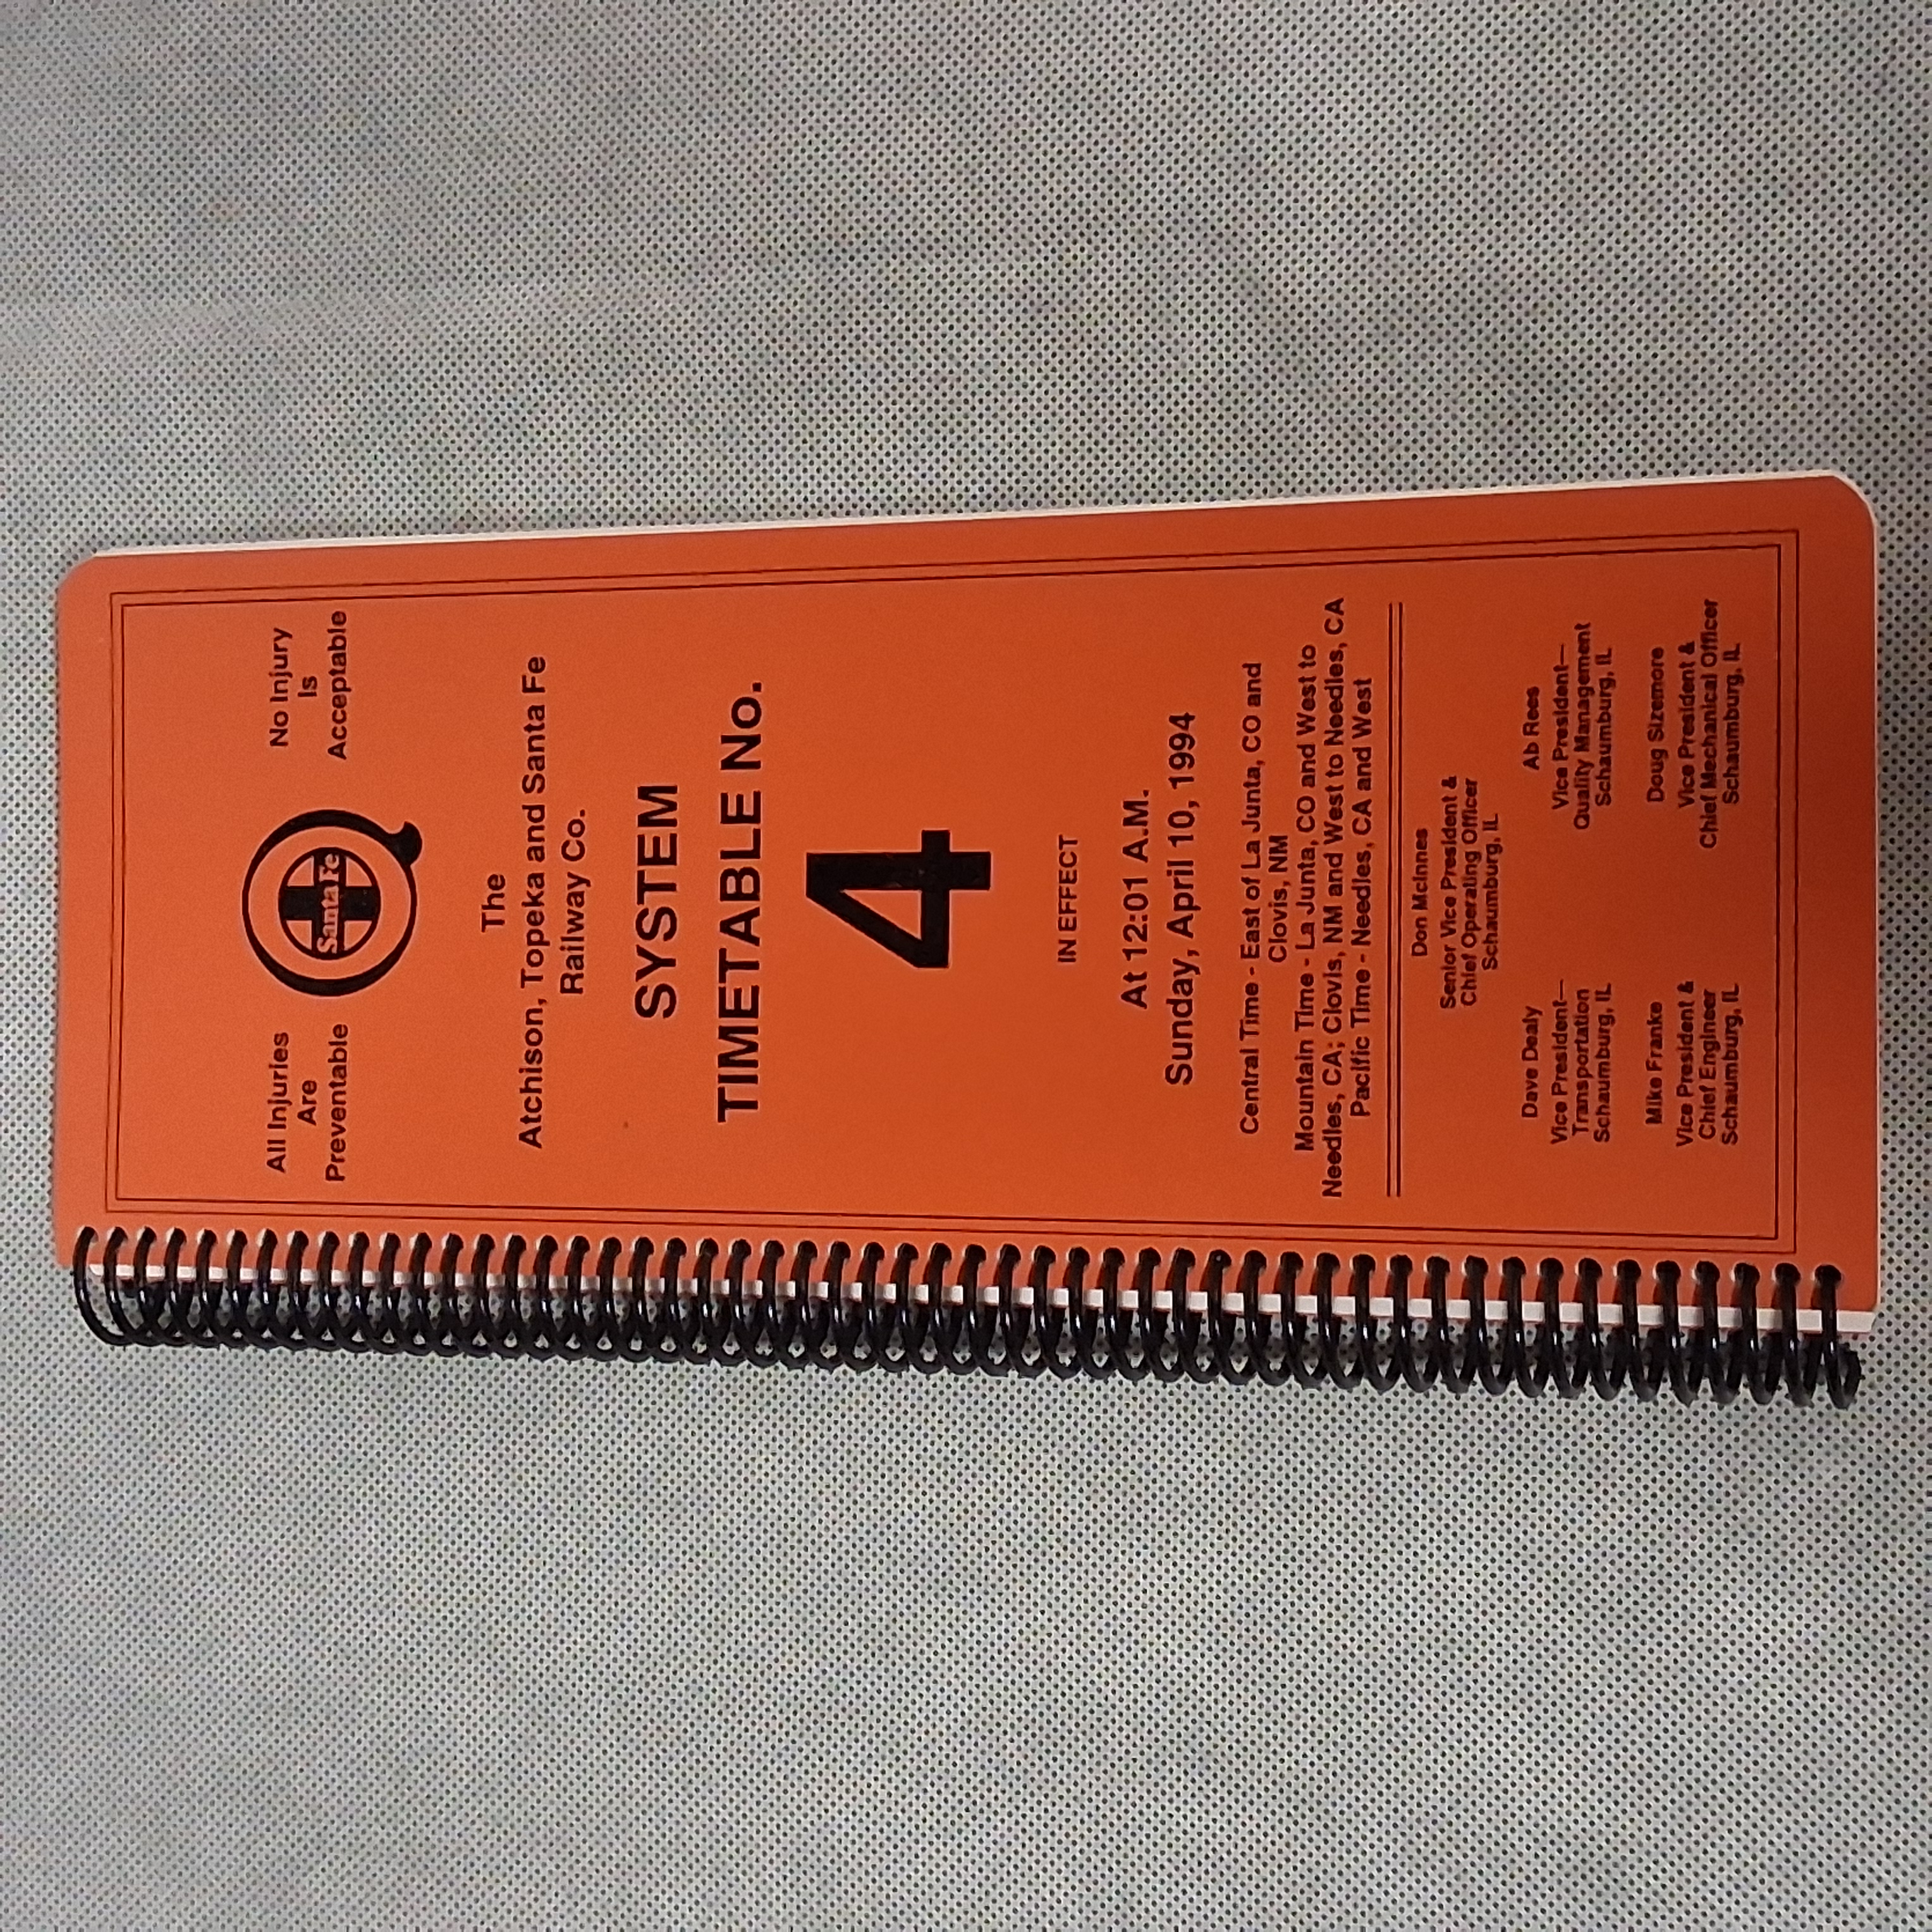 All Injuries
Are
Preventable
Santa Fe
No Injury
Is
Acceptable
The
Atchison, Topeka and Santa Fe
Railway Co.
SYSTEM
TIMETABLE No.
4
IN EFFECT
At 12:01 A.M.
Sunday, April 10, 1994
Central Time - East of La Junta, CO and
Clovis, NM
Mountain Time - La Junta, CO and West to
Needles, CA; Clovis, NM and West to Needles, CA
Pacific Time - Needles, CA and West
Don McInnes
Senior Vice President &
Chief Operating Officer
Schaumburg, IL
Dave Dealy
Vice President—
Transportation
Schaumburg, IL
Ab Rees
Vice President—
Quality Management
Schaumburg, IL
Mike Franke
Vice President &
Chief Engineer
Schaumburg, IL
Doug Sizemore
Vice President &
Chief Mechanical Officer
Schaumburg, IL